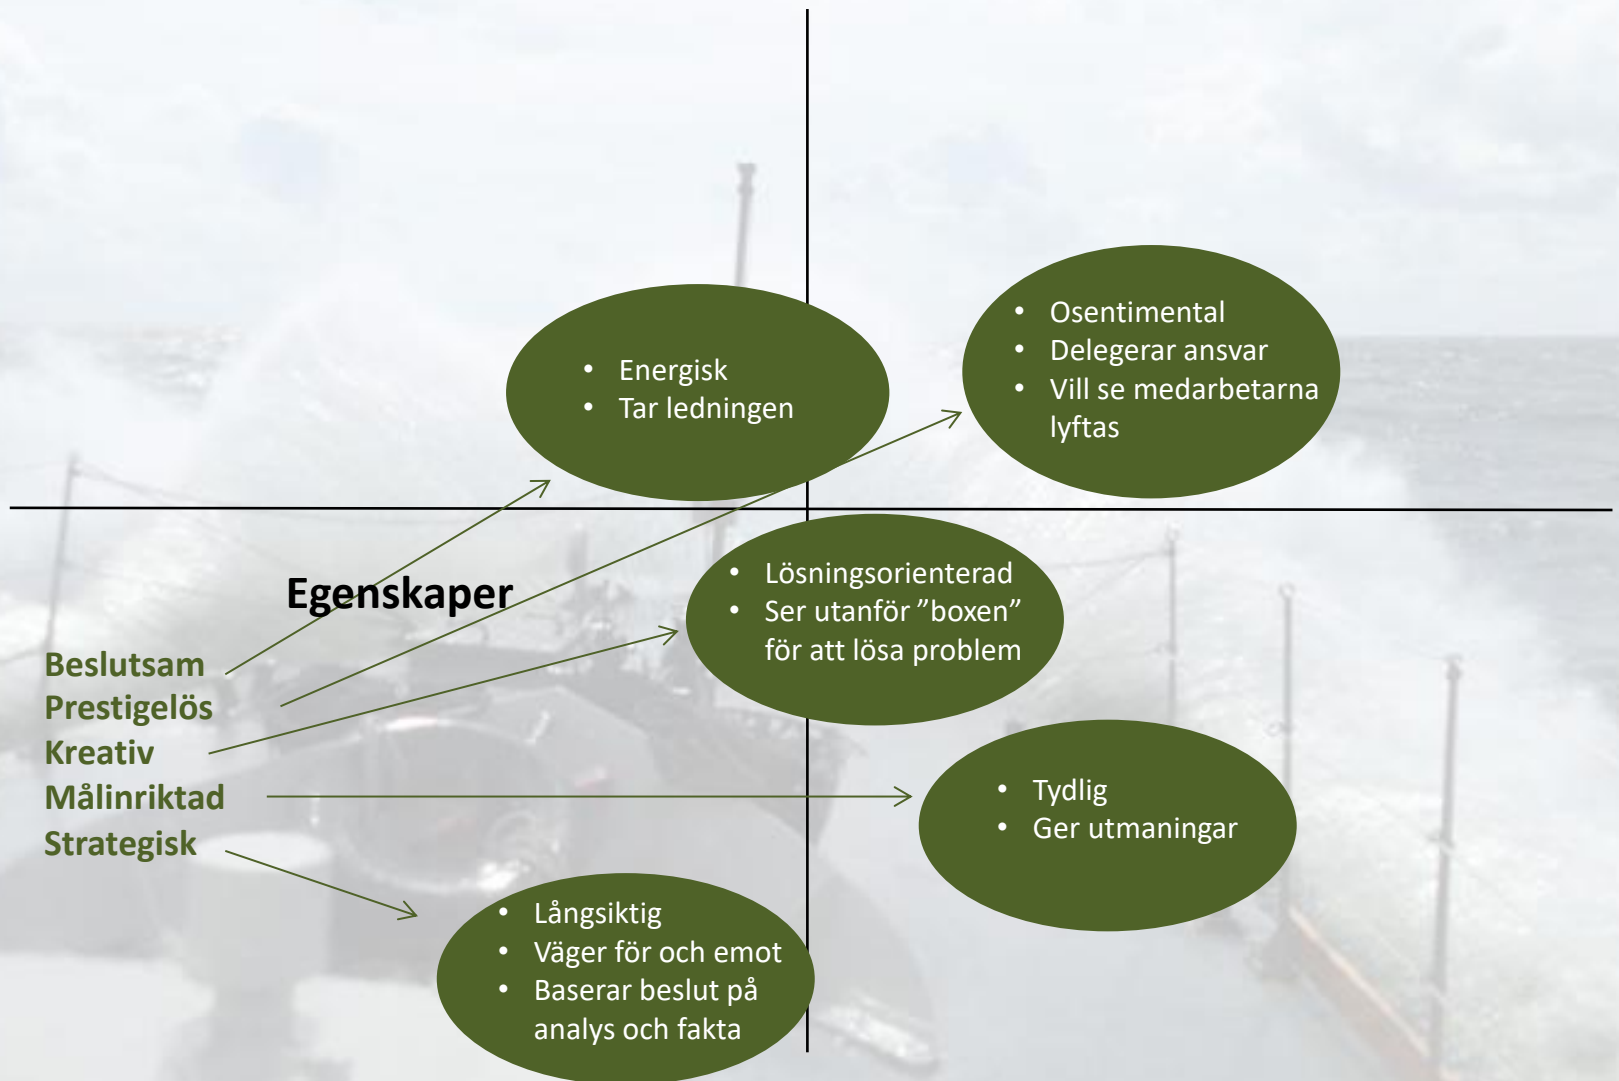 • Osentimental
• Delegerar ansvar
• Vill se medarbetarna
lyftas
• Energisk
• Tar ledningen
Egenskaper
• Lösningsorienterad
• Ser utanför ”boxen”
för att lösa problem
Beslutsam
Prestigelös
Kreativ
Målinriktad
Strategisk
• Tydlig
• Ger utmaningar
• Långsiktig
• Väger för och emot
• Baserar beslut på
analys och fakta